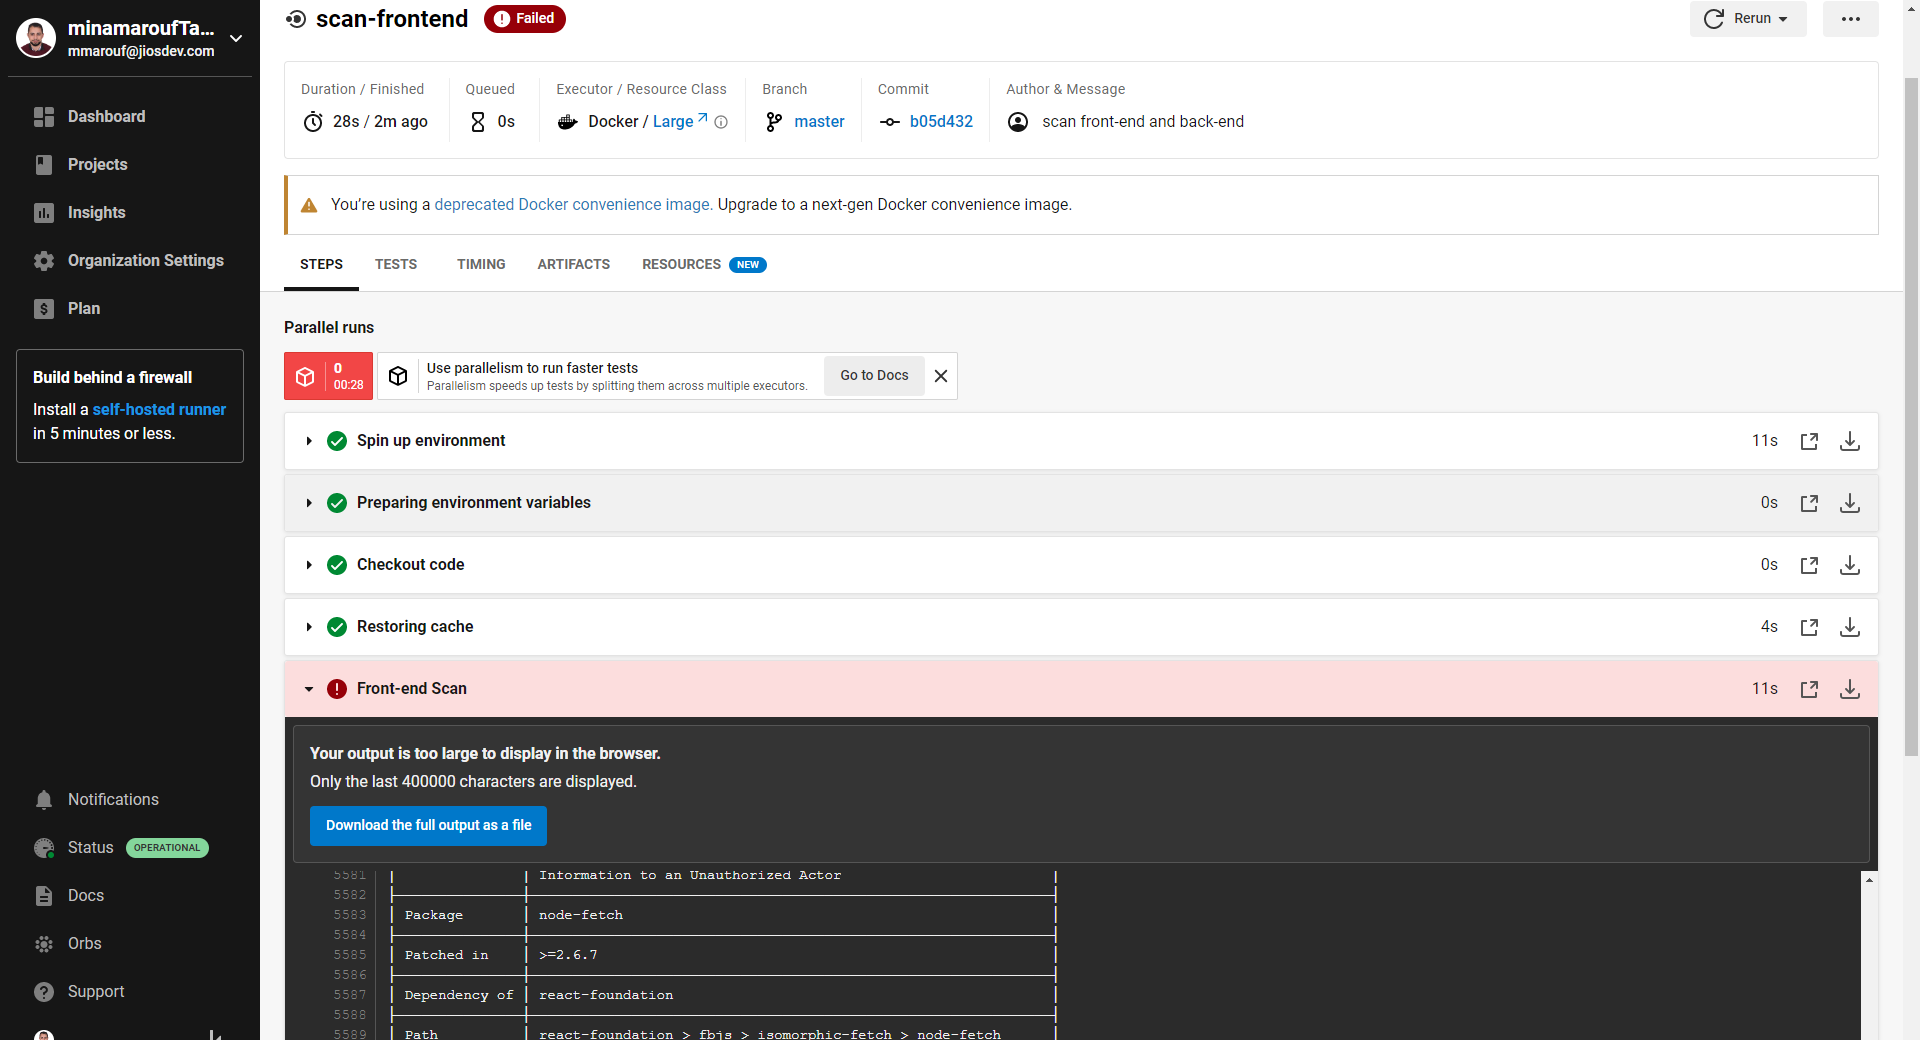 minamaroufTa...
mmarouf@jiosdev.com
Dashboard
Projects
Insights
Organization Settings
Plan
Build behind a firewall
Install a self-hosted runner
in 5 minutes or less.
Notifications
Status OPERATIONAL
Docs
Orbs
Support
scan-frontend Failed
Rerun
Duration / Finished
28s / 2m ago
Queued
0s
Executor / Resource Class
Docker / Large
Branch
master
Commit
b05d432
Author & Message
scan front-end and back-end
You're using a deprecated Docker convenience image. Upgrade to a next-gen Docker convenience image.
STEPS TESTS TIMING ARTIFACTS RESOURCES NEW
Parallel runs
0
00:28
Use parallelism to run faster tests
Parallelism speeds up tests by splitting them across multiple executors.
Go to Docs
Spin up environment 11s
Preparing environment variables 0s
Checkout code 0s
Restoring cache 4s
Front-end Scan 11s
Your output is too large to display in the browser.
Only the last 400000 characters are displayed.
Download the full output as a file
5581 Information to an Unauthorized Actor
5582
5583 Package node-fetch
5584
5585 Patched in >=2.6.7
5586
5587 Dependency of react-foundation
5588
5589 Path react-foundation > fbjs > isomorphic-fetch > node-fetch